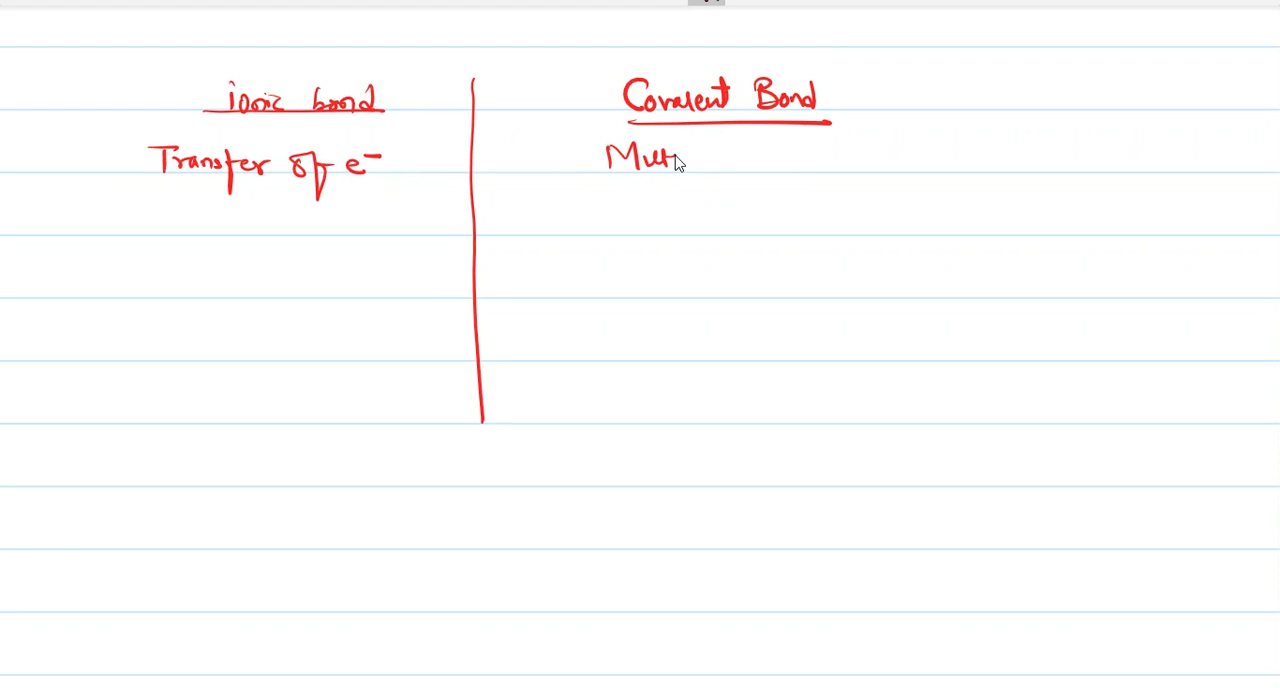 ionic bond
Covalent Bond
Transfer of e⁻
Mut